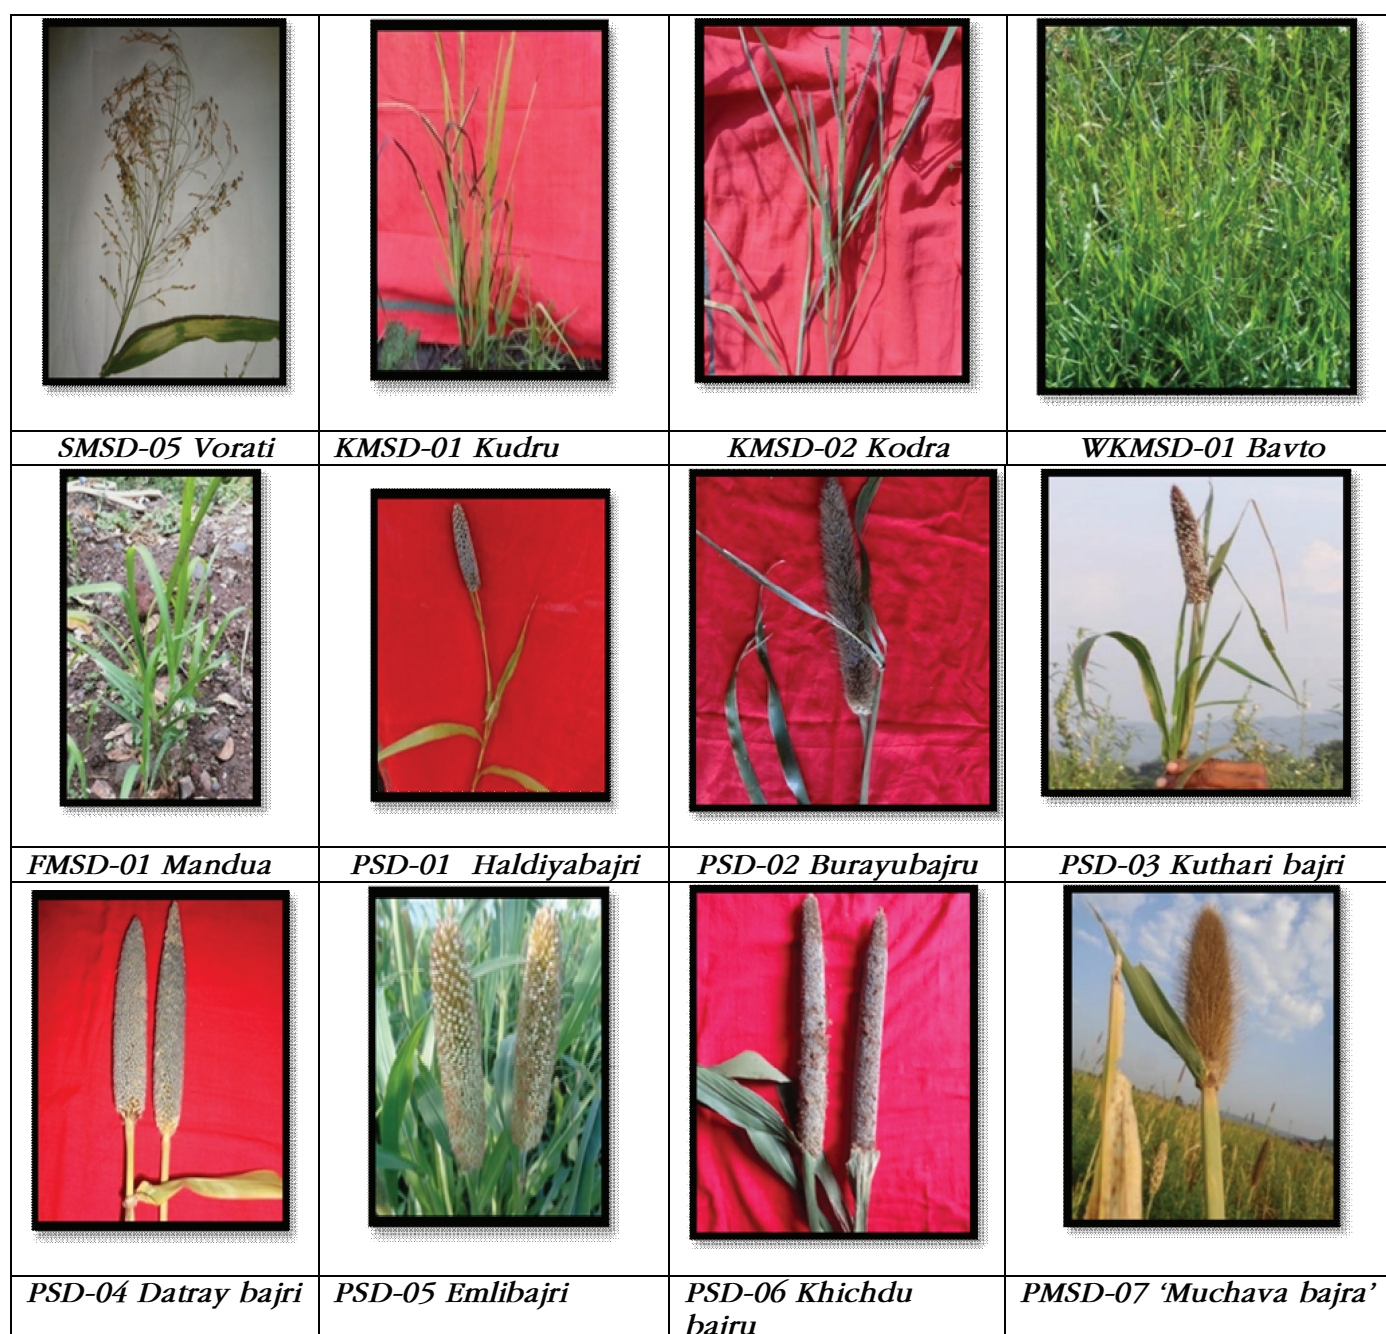 SMSD-05 Vorati
KMSD-01 Kudru
KMSD-02 Kodra
WKMSD-01 Bavto
FMSD-01 Mandua
PSD-01 Haldiyabajri
PSD-02 Burayubajru
PSD-03 Kuthari bajri
PSD-04 Datray bajri
PSD-05 Emlibajri
PSD-06 Khichdu
bajru
PMSD-07 ‘Muchava bajra’